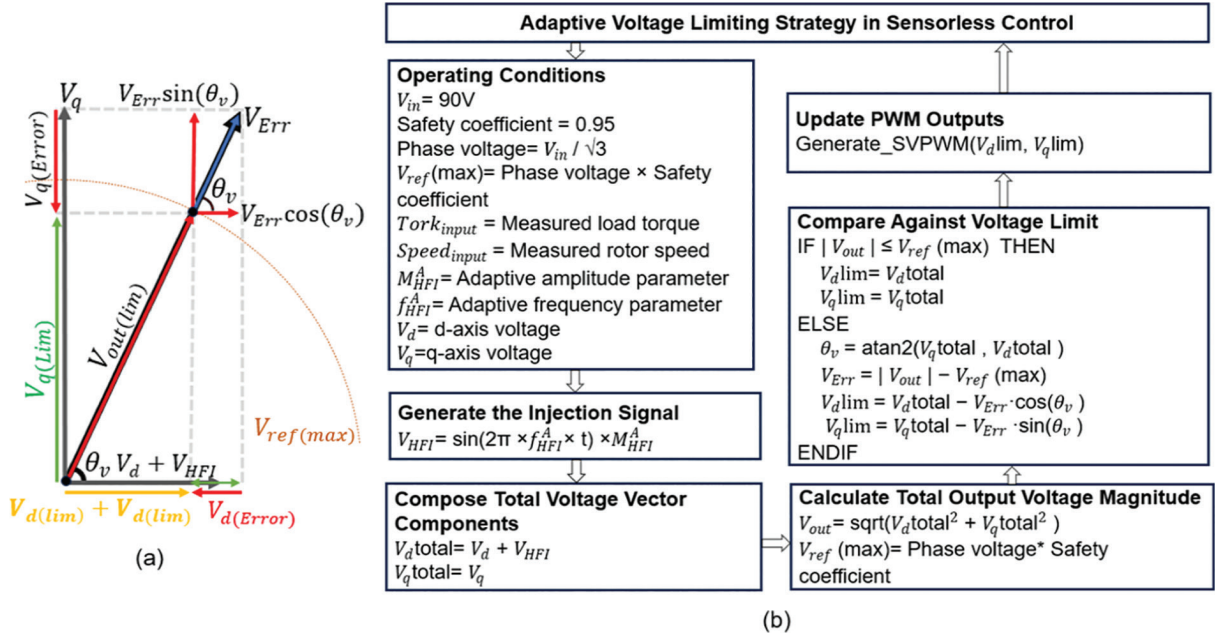 V_q
V_Err sin(θ_v)
V_Err
V_q(Error)
θ_v
V_Err cos(θ_v)
V_out(lim)
V_q(Lim)
V_ref(max)
θ_v
V_d + V_HFI
V_d(lim) + V_d(lim)
V_d(Error)
(a)
Adaptive Voltage Limiting Strategy in Sensorless Control
Operating Conditions
V_in= 90V
Safety coefficient = 0.95
Phase voltage= V_in / √3
V_ref(max)= Phase voltage × Safety
coefficient
Tork_input = Measured load torque
Speed_input = Measured rotor speed
M^A_HFI= Adaptive amplitude parameter
f^A_HFI= Adaptive frequency parameter
V_d= d-axis voltage
V_q=q-axis voltage
Generate the Injection Signal
V_HFI= sin(2π ×f^A_HFI× t) ×M^A_HFI
Compose Total Voltage Vector
Components
V_d total= V_d + V_HFI
V_q total= V_q
Calculate Total Output Voltage Magnitude
V_out= sqrt(V_d total² + V_q total² )
V_ref (max)= Phase voltage* Safety
coefficient
Compare Against Voltage Limit
IF | V_out | ≤ V_ref (max) THEN
V_d lim= V_d total
V_q lim = V_q total
ELSE
θ_v = atan2(V_q total , V_d total )
V_Err = | V_out | − V_ref (max)
V_d lim = V_d total − V_Err·cos(θ_v )
V_q lim = V_q total − V_Err ·sin(θ_v )
ENDIF
Update PWM Outputs
Generate_SVPWM(V_d lim, V_q lim)
(b)